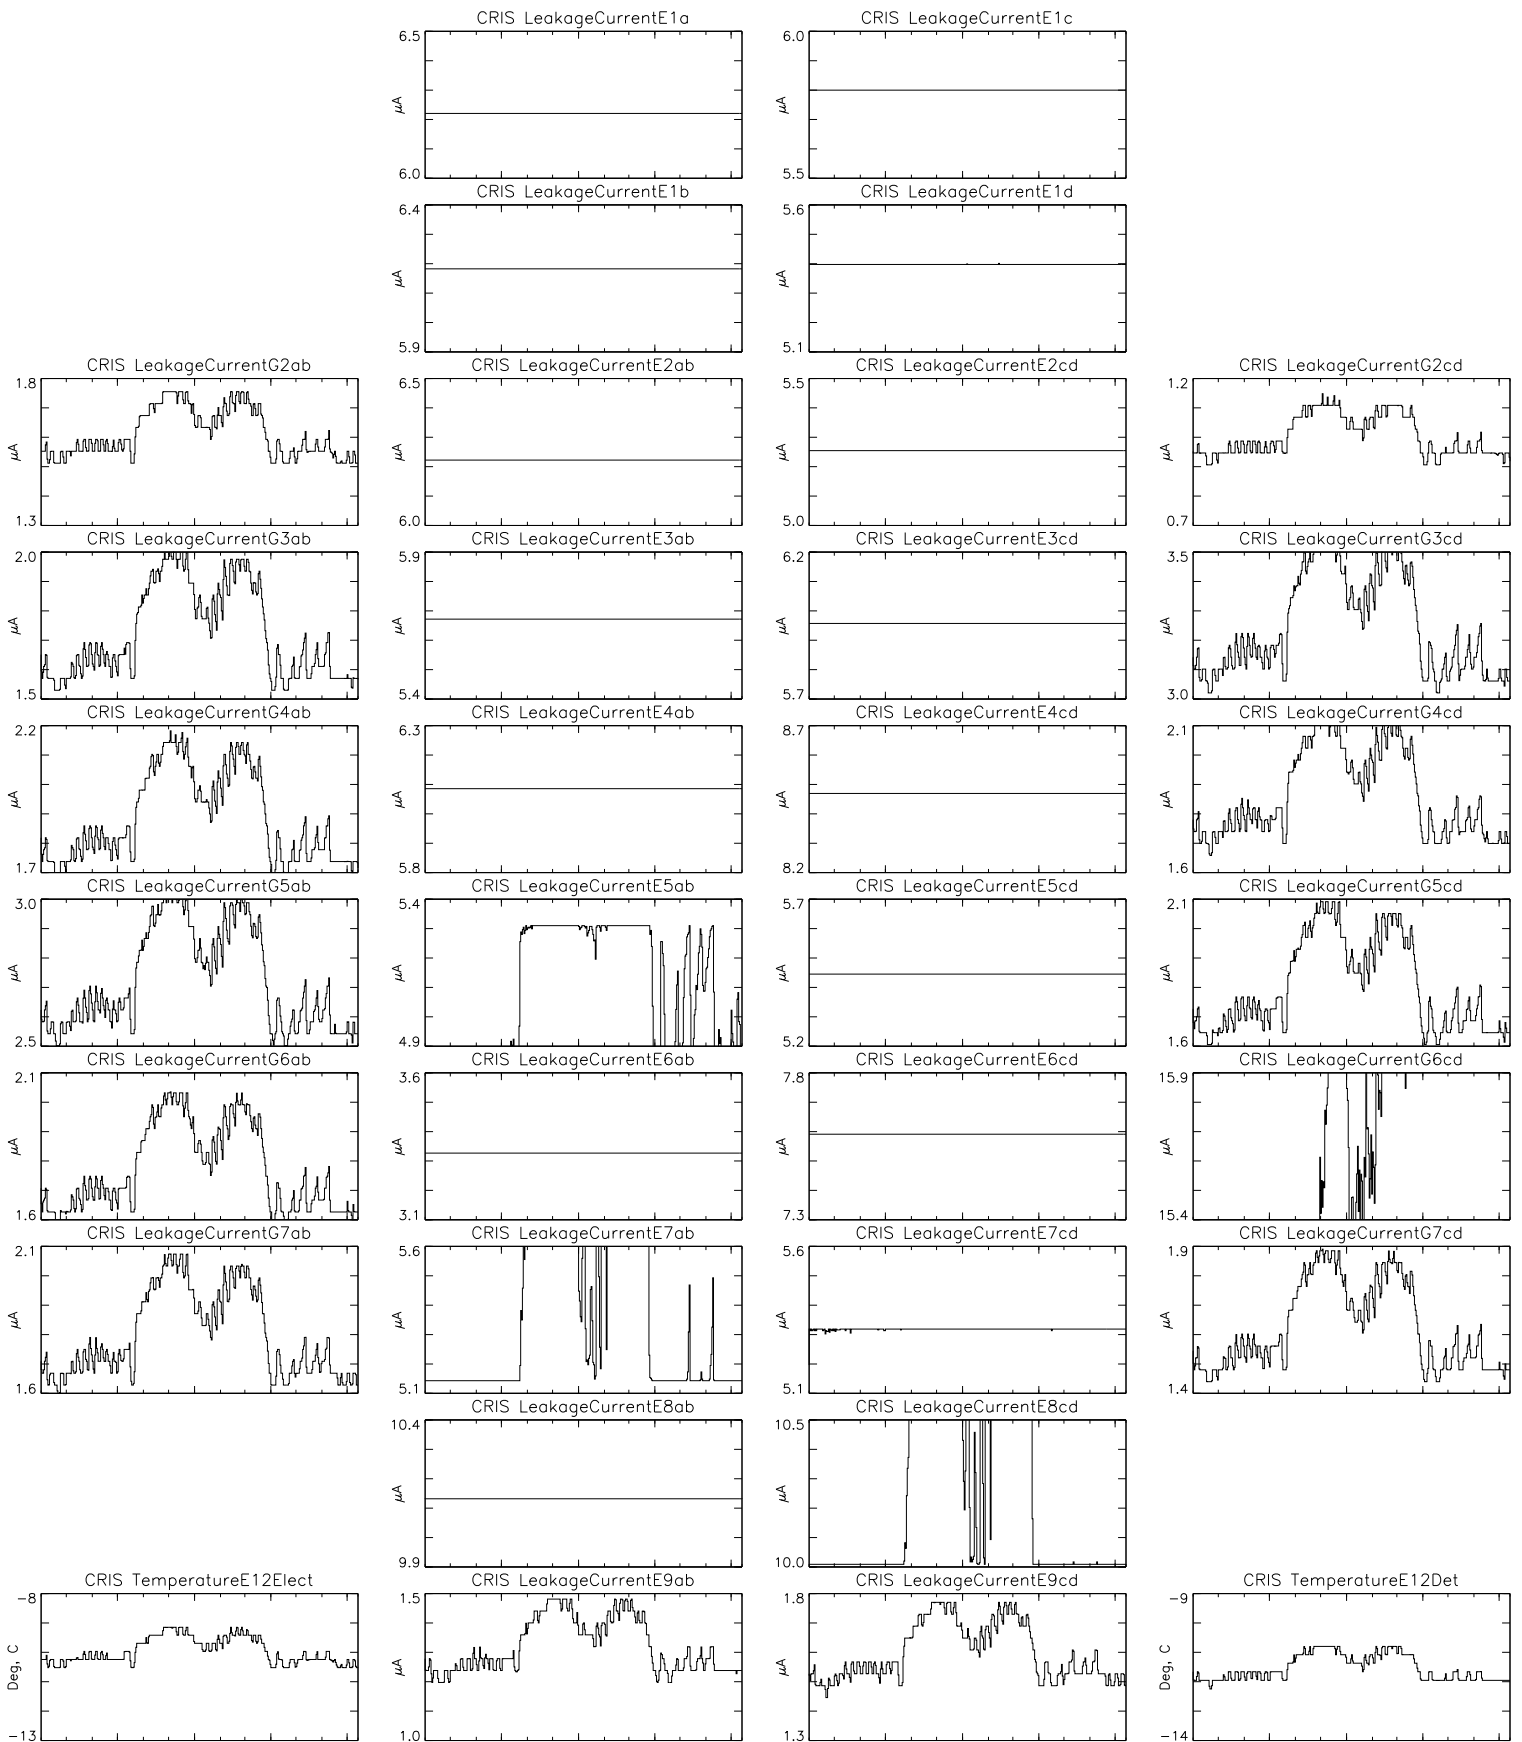 CRIS LeakageCurrentE1a CRIS LeakageCurrentE1c
6.5 6.0
µA µA
6.0 5.5
CRIS LeakageCurrentE1b CRIS LeakageCurrentE1d
6.4 5.6
µA µA
5.9 5.1
CRIS LeakageCurrentG2ab CRIS LeakageCurrentE2ab CRIS LeakageCurrentE2cd CRIS LeakageCurrentG2cd
1.8 6.5 5.5 1.2
µA µA µA µA
1.3 6.0 5.0 0.7
CRIS LeakageCurrentG3ab CRIS LeakageCurrentE3ab CRIS LeakageCurrentE3cd CRIS LeakageCurrentG3cd
2.0 5.9 6.2 3.5
µA µA µA µA
1.5 5.4 5.7 3.0
CRIS LeakageCurrentG4ab CRIS LeakageCurrentE4ab CRIS LeakageCurrentE4cd CRIS LeakageCurrentG4cd
2.2 6.3 8.7 2.1
µA µA µA µA
1.7 5.8 8.2 1.6
CRIS LeakageCurrentG5ab CRIS LeakageCurrentE5ab CRIS LeakageCurrentE5cd CRIS LeakageCurrentG5cd
3.0 5.4 5.7 2.1
µA µA µA µA
2.5 4.9 5.2 1.6
CRIS LeakageCurrentG6ab CRIS LeakageCurrentE6ab CRIS LeakageCurrentE6cd CRIS LeakageCurrentG6cd
2.1 3.6 7.8 15.9
µA µA µA µA
1.6 3.1 7.3 15.4
CRIS LeakageCurrentG7ab CRIS LeakageCurrentE7ab CRIS LeakageCurrentE7cd CRIS LeakageCurrentG7cd
2.1 5.6 5.6 1.9
µA µA µA µA
1.6 5.1 5.1 1.4
CRIS LeakageCurrentE8ab CRIS LeakageCurrentE8cd
10.4 10.5
µA µA
9.9 10.0
CRIS TemperatureE12Elect CRIS LeakageCurrentE9ab CRIS LeakageCurrentE9cd CRIS TemperatureE12Det
-8 1.5 1.8 -9
Deg, C µA µA Deg, C
-13 1.0 1.3 -14